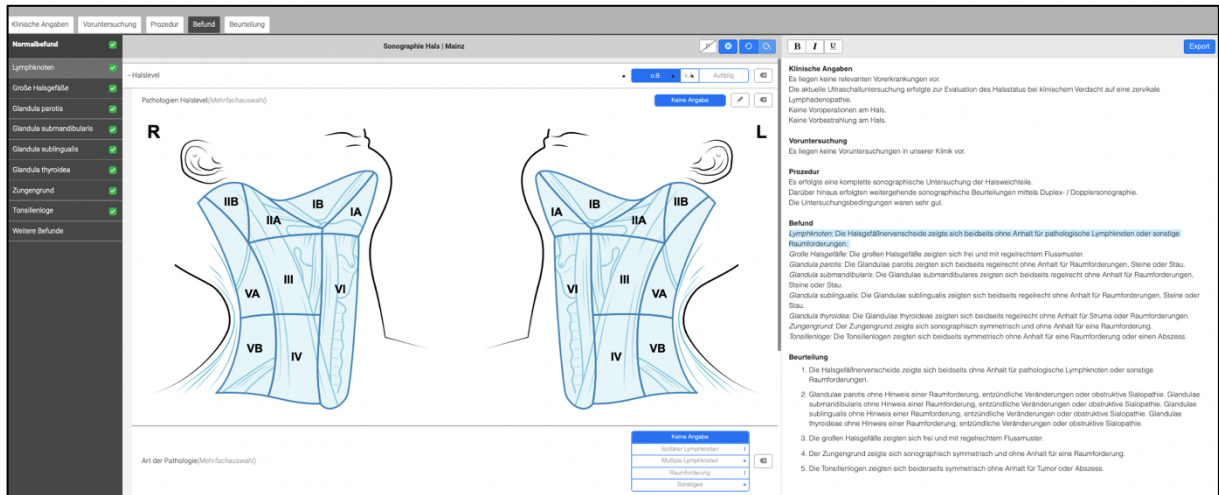 Klinische Angaben Voruntersuchung Prozedur Befund Beurteilung
Normalbefund
Lymphknoten
Große Halsgefäße
Glandula parotis
Glandula submandibularis
Glandula sublingualis
Glandula thyroidea
Zungengrund
Tonsillenloge
Weitere Befunde
Sonographie Hals | Mainz
– Halslevel
o.B.
Auffällig
Pathologien Halslevel(Mehrfachauswahl)
Keine Angabe
R
L
IIB
IIA
IB
IA
III
VA
VI
VB
IV
IA
IB
IIA
IIB
VI
III
VA
IV
VB
Art der Pathologie(Mehrfachauswahl)
Keine Angabe
Solitärer Lymphknoten
Multiple Lymphknoten +
Raumforderung
Sonstiges +
B I U
Export
Klinische Angaben
Es liegen keine relevanten Vorerkrankungen vor.
Die aktuelle Ultraschalluntersuchung erfolgte zur Evaluation des Halsstatus bei klinischem Verdacht auf eine zervikale
Lymphadenopathie.
Keine Voroperationen am Hals.
Keine Vorbestrahlung am Hals.
Voruntersuchung
Es liegen keine Voruntersuchungen in unserer Klinik vor.
Prozedur
Es erfolgte eine komplette sonographische Untersuchung der Halsweichteile.
Darüber hinaus erfolgten weitergehende sonographische Beurteilungen mittels Duplex- / Dopplersonographie.
Die Untersuchungsbedingungen waren sehr gut.
Befund
Lymphknoten: Die Halsgefäßnervenscheide zeigte sich beidseits ohne Anhalt für pathologische Lymphknoten oder sonstige
Raumforderungen.
Große Halsgefäße: Die großen Halsgefäße zeigten sich frei und mit regelrechtem Flussmuster.
Glandula parotis: Die Glandulae parotis zeigten sich beidseits regelrecht ohne Anhalt für Raumforderungen, Steine oder Stau.
Glandula submandibularis: Die Glandulae submandibulares zeigten sich beidseits regelrecht ohne Anhalt für Raumforderungen,
Steine oder Stau.
Glandula sublingualis: Die Glandulae sublingualis zeigten sich beidseits regelrecht ohne Anhalt für Raumforderungen, Steine oder
Stau.
Glandula thyroidea: Die Glandulae thyroideas zeigten sich beidseits regelrecht ohne Anhalt für Struma oder Raumforderungen.
Zungengrund: Der Zungengrund zeigte sich sonographisch symmetrisch und ohne Anhalt für eine Raumforderung.
Tonsillenloge: Die Tonsillenlogen zeigten sich beidseits symmetrisch ohne Anhalt für eine Raumforderung oder einen Abszess.
Beurteilung
1. Die Halsgefäßnervenscheide zeigte sich beidseits ohne Anhalt für pathologische Lymphknoten oder sonstige
Raumforderungen.
2. Glandulae parotis ohne Hinweis einer Raumforderung, entzündliche Veränderungen oder obstruktive Sialopathie. Glandulae
submandibularis ohne Hinweis einer Raumforderung, entzündliche Veränderungen oder obstruktive Sialopathie. Glandulae
sublingualis ohne Hinweis einer Raumforderung, entzündliche Veränderungen oder obstruktive Sialopathie. Glandulae
thyroideae ohne Hinweis einer Raumforderung, entzündliche Veränderungen oder obstruktive Sialopathie.
3. Die großen Halsgefäße zeigten sich frei und mit regelrechtem Flussmuster.
4. Der Zungengrund zeigte sich sonographisch symmetrisch und ohne Anhalt für eine Raumforderung.
5. Die Tonsillenlogen zeigten sich beiderseits symmetrisch ohne Anhalt für Tumor oder Abszess.